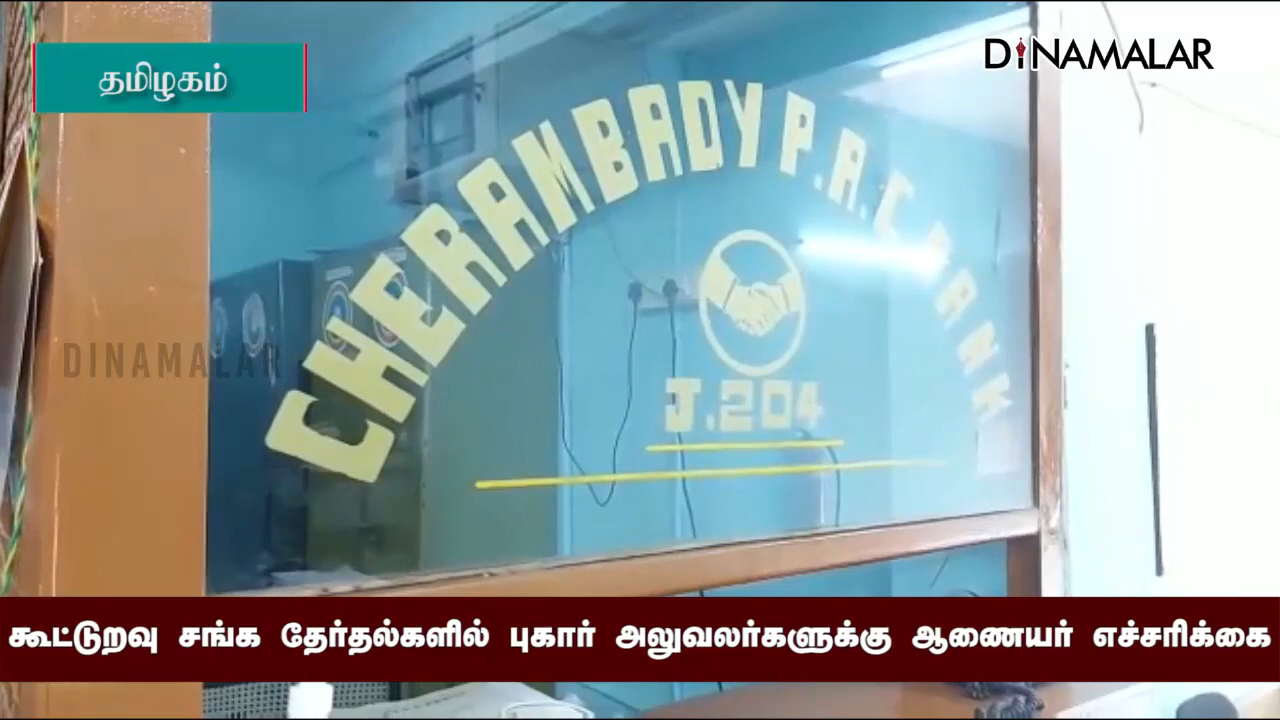 தமிழகம்
DINAMALAR
CHERAMBADY P.A.C BANK
J.204
DINAMALAR
கூட்டுறவு சங்க தேர்தல்களில் புகார் அலுவலர்களுக்கு ஆணையர் எச்சரிக்கை